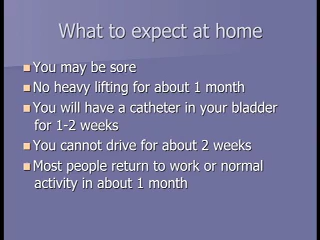 What to expect at home
You may be sore
No heavy lifting for about 1 month
You will have a catheter in your bladder
for 1-2 weeks
You cannot drive for about 2 weeks
Most people return to work or normal
activity in about 1 month